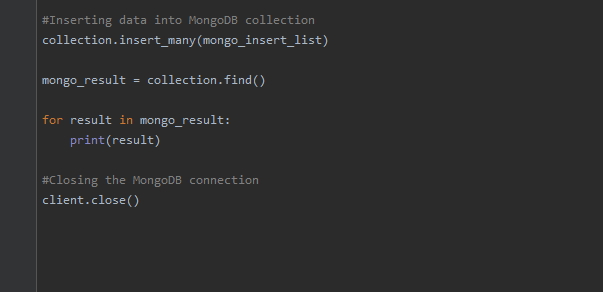 #Inserting data into MongoDB collection
collection.insert_many(mongo_insert_list)
mongo_result = collection.find()
for result in mongo_result:
    print(result)
#Closing the MongoDB connection
client.close()